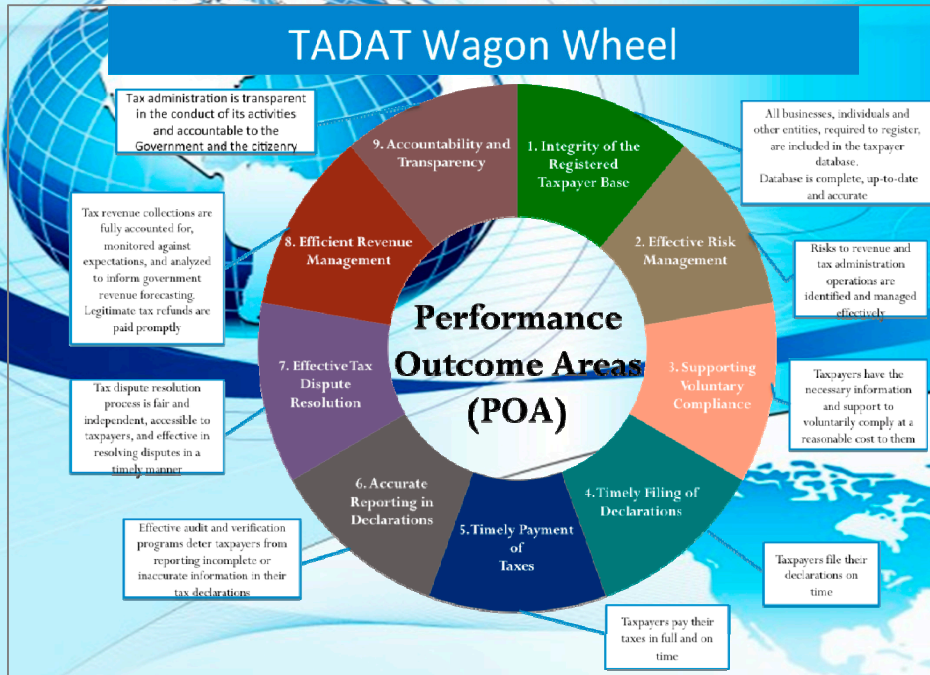 TADAT Wagon Wheel
Tax administration is transparent
in the conduct of its activities
and accountable to the
Government and the citizenry
9. Accountability and
Transparency
1. Integrity of the
Registered
Taxpayer Base
All businesses, individuals and
other entities, required to register,
are included in the taxpayer
database.
Database is complete, up-to-date
and accurate
Tax revenue collections are
fully accounted for,
monitored against
expectations, and analyzed
to inform government
revenue forecasting.
Legitimate tax refunds are
paid promptly
8. Efficient Revenue
Management
2. Effective Risk
Management
Risks to revenue and
tax administration
operations are
identified and managed
effectively
Performance
Outcome Areas
(POA)
7. Effective Tax
Dispute
Resolution
3. Supporting
Voluntary
Compliance
Taxpayers have the
necessary information
and support to
voluntarily comply at a
reasonable cost to them
Tax dispute resolution
process is fair and
independent, accessible to
taxpayers, and effective in
resolving disputes in a
timely manner
6. Accurate
Reporting in
Declarations
4. Timely Filing of
Declarations
5. Timely Payment
of
Taxes
Effective audit and verification
programs deter taxpayers from
reporting incomplete or
inaccurate information in their
tax declarations
Taxpayers file their
declarations on
time
Taxpayers pay their
taxes in full and on
time